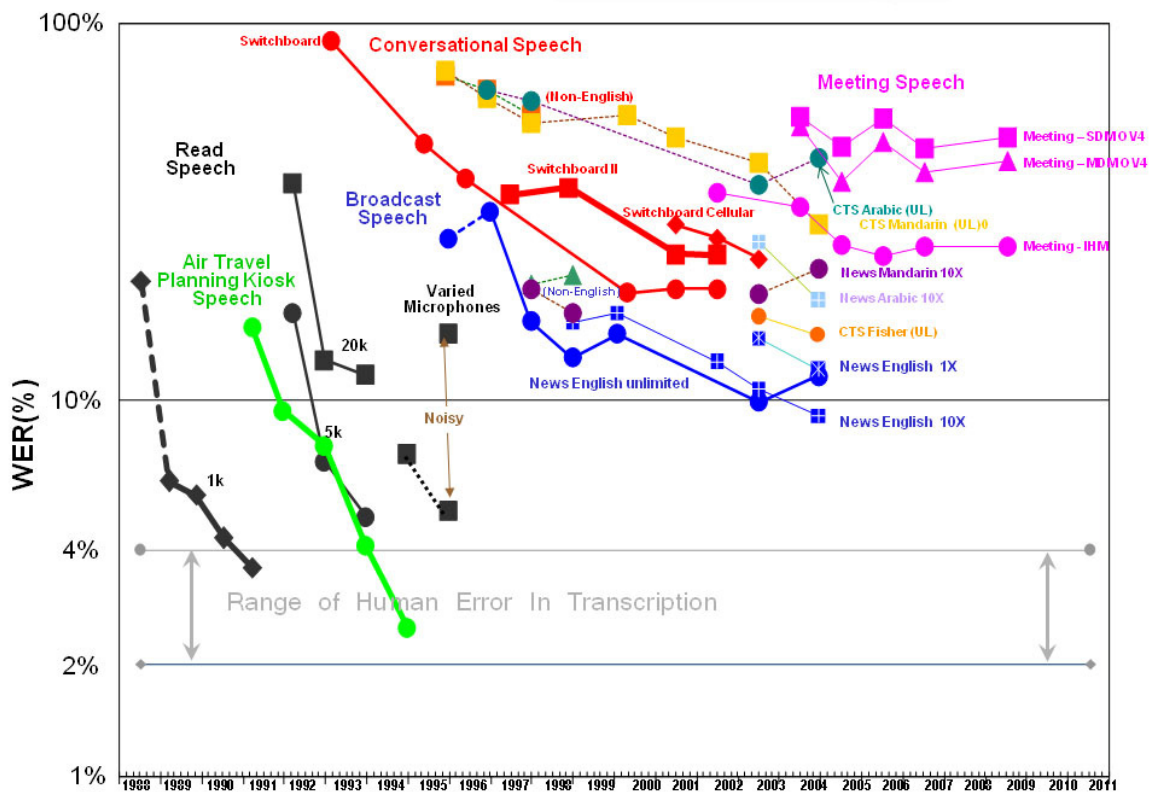 100%
Switchboard
Conversational Speech
Meeting Speech
(Non-English)
Read
Speech
Meeting – SDMOV4
Meeting – MDMOV4
Switchboard II
Broadcast
Speech
Switchboard Cellular
CTS Arabic (UL)
CTS Mandarin (UL)0
Meeting - IHM
Air Travel
Planning Kiosk
Speech
Varied
Microphones
(Non-English)
News Mandarin 10X
News Arabic 10X
CTS Fisher (UL)
20k
News English 1X
News English unlimited
10%
News English 10X
Noisy
5k
WER(%)
1k
4%
Range of Human Error In Transcription
2%
1%
1988 1989 1990 1991 1992 1993 1994 1995 1996 1997 1998 1999 2000 2001 2002 2003 2004 2005 2006 2007 2008 2009 2010 2011